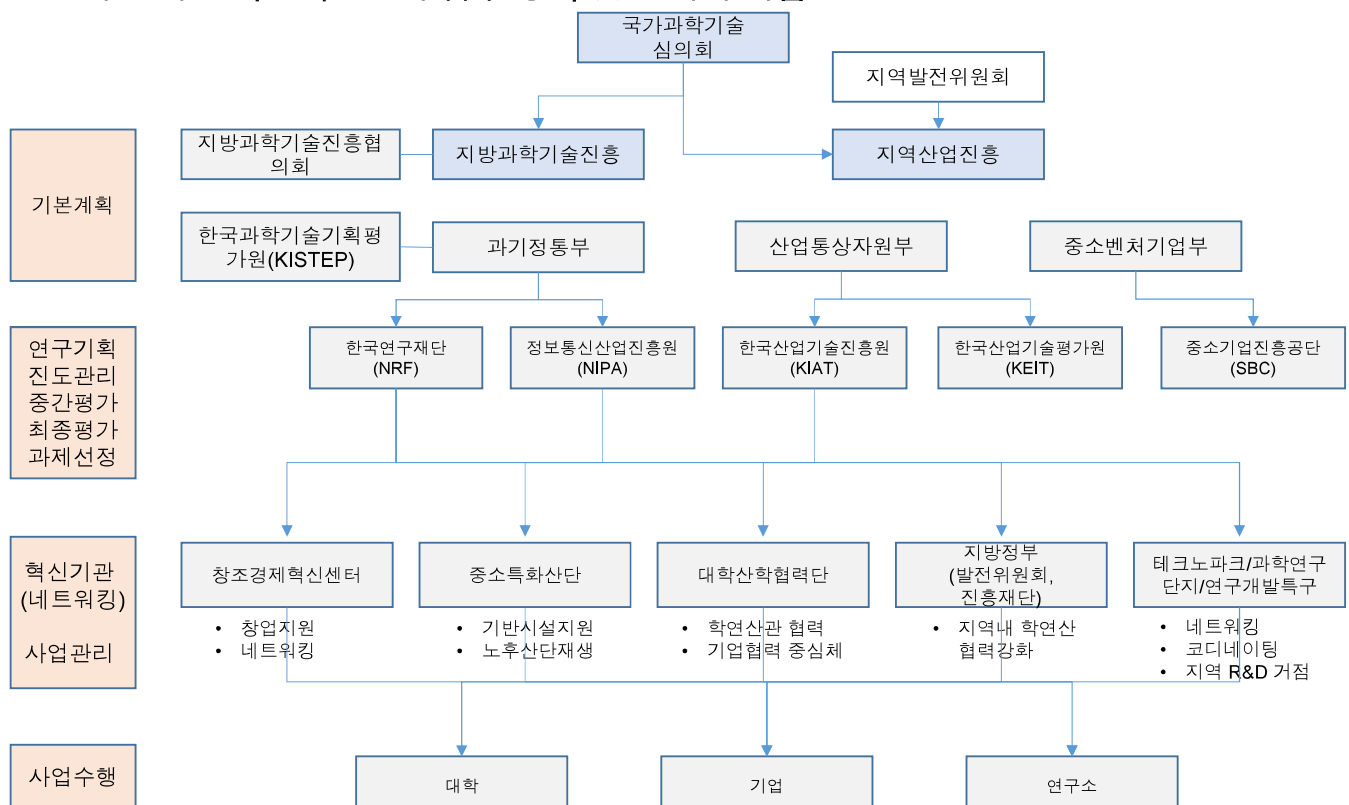 국가과학기술
심의회
지역발전위원회
기본계획
지방과학기술진흥협
의회
지방과학기술진흥
지역산업진흥
한국과학기술기획평
가원(KISTEP)
과기정통부
산업통상자원부
중소벤처기업부
연구기획
진도관리
중간평가
최종평가
과제선정
한국연구재단
(NRF)
정보통신산업진흥원
(NIPA)
한국산업기술진흥원
(KIAT)
한국산업기술평가원
(KEIT)
중소기업진흥공단
(SBC)
혁신기관
(네트워킹)
사업관리
창조경제혁신센터
• 창업지원
• 네트워킹
중소특화산단
• 기반시설지원
• 노후산단재생
대학산학협력단
• 학연산관 협력
• 기업협력 중심체
지방정부
(발전위원회,
진흥재단)
• 지역내 학연산
협력강화
테크노파크/과학연구
단지/연구개발특구
• 네트워킹
• 코디네이팅
• 지역 R&D 거점
사업수행
대학
기업
연구소